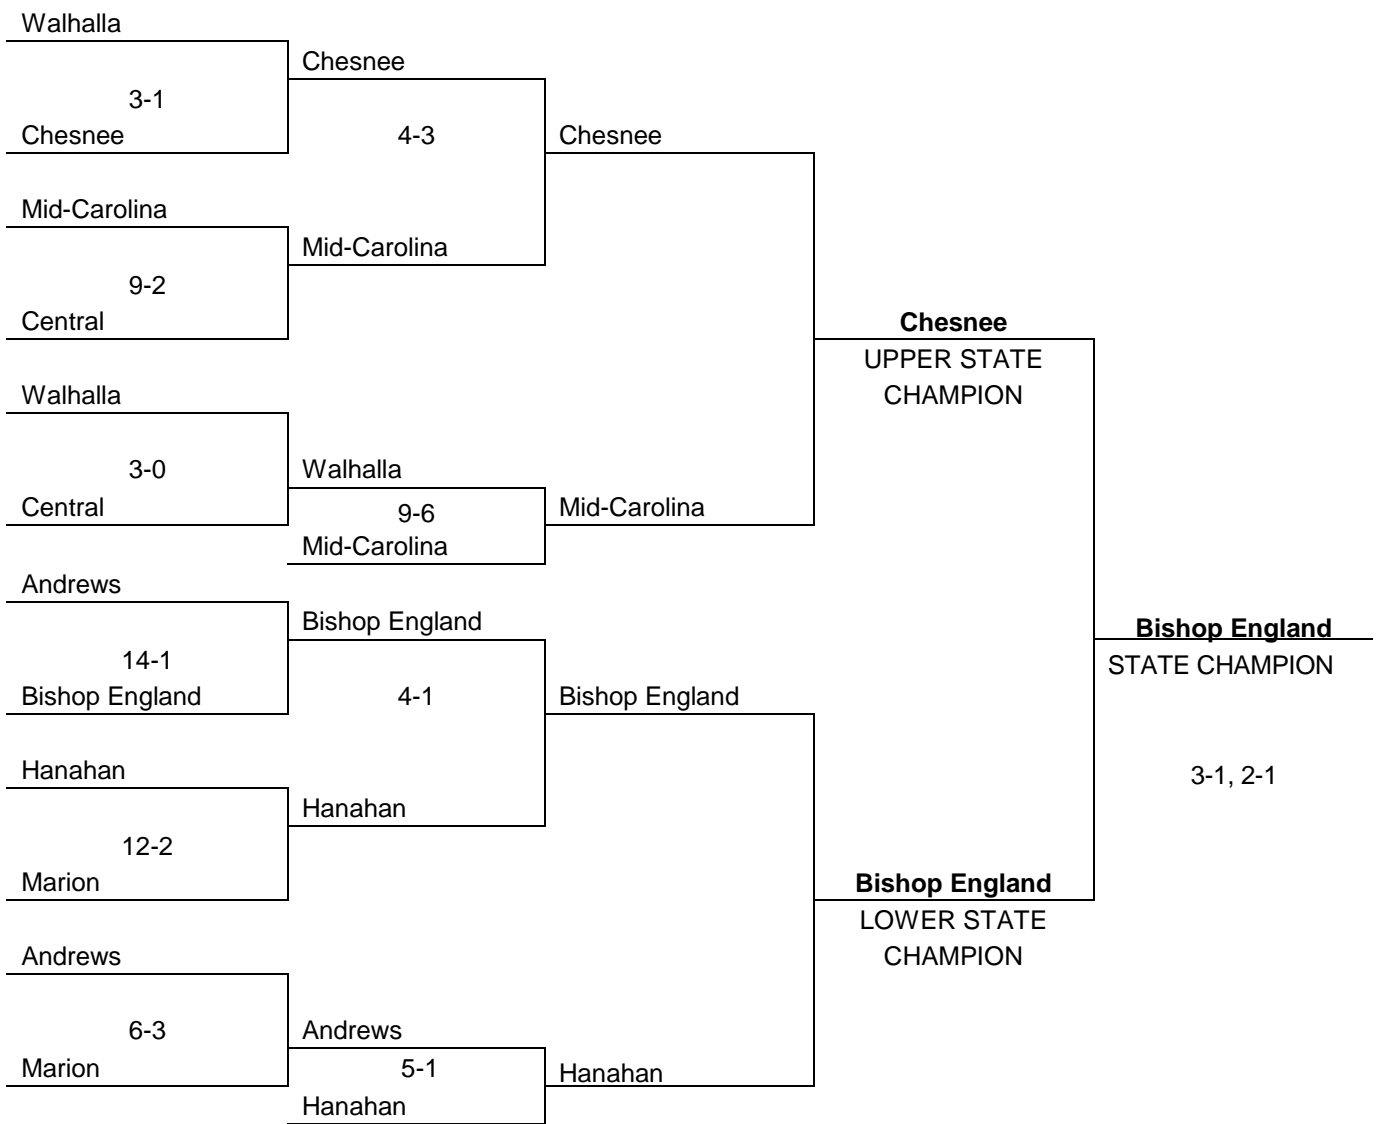 Walhalla
Chesnee
3-1
Chesnee
4-3
Chesnee
Mid-Carolina
Mid-Carolina
9-2
Central
Chesnee
UPPER STATE
CHAMPION
Walhalla
3-0
Walhalla
Central
9-6
Mid-Carolina
Mid-Carolina
Andrews
Bishop England
Bishop England
STATE CHAMPION
14-1
Bishop England
4-1
Bishop England
Hanahan
3-1, 2-1
Hanahan
12-2
Marion
Bishop England
LOWER STATE
CHAMPION
Andrews
6-3
Andrews
Marion
5-1
Hanahan
Hanahan